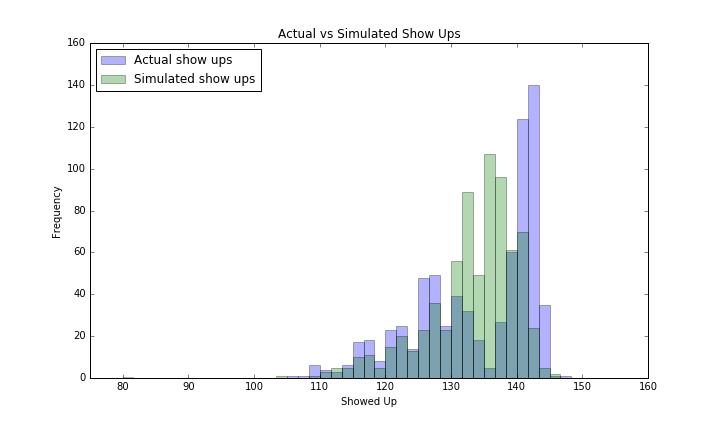 Actual vs Simulated Show Ups
Actual show ups
Simulated show ups
Frequency
160
140
120
100
80
60
40
20
0
80 90 100 110 120 130 140 150 160
Showed Up